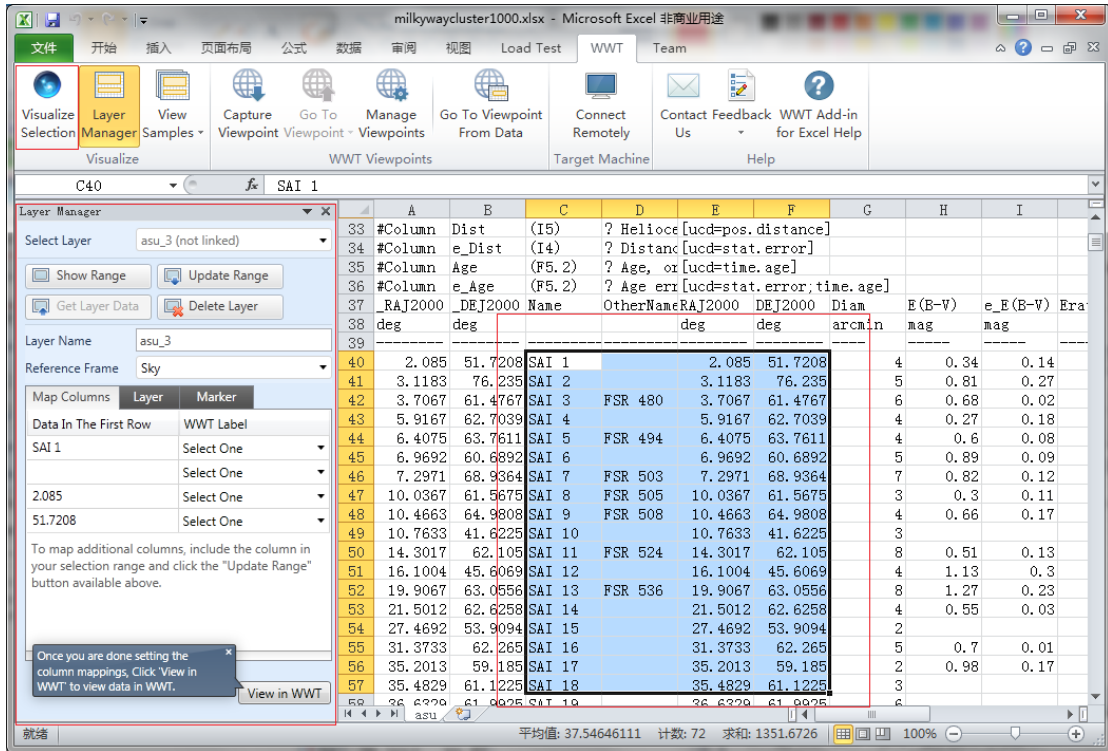 milkywaycluster1000.xlsx - Microsoft Excel 非商业用途
文件 开始 插入 页面布局 公式 数据 审阅 视图 Load Test WWT Team
Visualize Selection Layer Manager View Samples Capture Viewpoint Go To Viewpoint Manage Viewpoints Go To Viewpoint From Data Connect Remotely Contact Us Feedback WWT Add-in for Excel Help
Visualize WWT Viewpoints Target Machine Help
C40 fx SAI 1
Layer Manager
Select Layer asu_3 (not linked)
Show Range Update Range
Get Layer Data Delete Layer
Layer Name asu_3
Reference Frame Sky
Map Columns Layer Marker
Data In The First Row WWT Label
SAI 1 Select One
Select One
2.085 Select One
51.7208 Select One
To map additional columns, include the column in
your selection range and click the "Update Range"
button available above.
Once you are done setting the
column mappings, Click 'View in
WWT' to view data in WWT.
View in WWT
A B C D E F G H I
33 #Column Dist (I5) ? Helioce [ucd=pos.distance]
34 #Column e_Dist (I4) ? Distanc [ucd=stat.error]
35 #Column Age (F5.2) ? Age, or [ucd=time.age]
36 #Column e_Age (F5.2) ? Age err [ucd=stat.error;time.age]
37 _RAJ2000 _DEJ2000 Name OtherName RAJ2000 DEJ2000 Diam E(B-V) e_E(B-V) Era
38 deg deg deg deg arcmin mag mag
39 -------- -------- ---- ----- ----- ---
40 2.085 51.7208 SAI 1 2.085 51.7208 4 0.34 0.14
41 3.1183 76.235 SAI 2 3.1183 76.235 5 0.81 0.27
42 3.7067 61.4767 SAI 3 FSR 480 3.7067 61.4767 6 0.68 0.02
43 5.9167 62.7039 SAI 4 5.9167 62.7039 4 0.27 0.18
44 6.4075 63.7611 SAI 5 FSR 494 6.4075 63.7611 4 0.6 0.08
45 6.9692 60.6892 SAI 6 6.9692 60.6892 5 0.89 0.09
46 7.2971 68.9364 SAI 7 FSR 503 7.2971 68.9364 7 0.82 0.12
47 10.0367 61.5675 SAI 8 FSR 505 10.0367 61.5675 3 0.3 0.11
48 10.4663 64.9808 SAI 9 FSR 508 10.4663 64.9808 4 0.66 0.17
49 10.7633 41.6225 SAI 10 10.7633 41.6225 3
50 14.3017 62.105 SAI 11 FSR 524 14.3017 62.105 8 0.51 0.13
51 16.1004 45.6069 SAI 12 16.1004 45.6069 4 1.13 0.3
52 19.9067 63.0556 SAI 13 FSR 536 19.9067 63.0556 8 1.27 0.23
53 21.5012 62.6258 SAI 14 21.5012 62.6258 4 0.55 0.03
54 27.4692 53.9094 SAI 15 27.4692 53.9094 2
55 31.3733 62.265 SAI 16 31.3733 62.265 5 0.7 0.01
56 35.2013 59.185 SAI 17 35.2013 59.185 2 0.98 0.17
57 35.4829 61.1225 SAI 18 35.4829 61.1225 3
58 36.6329 61.9925 SAI 19 36.6329 61.9925 6
asu
就绪 平均值: 37.54646111 计数: 72 求和: 1351.6726 100%